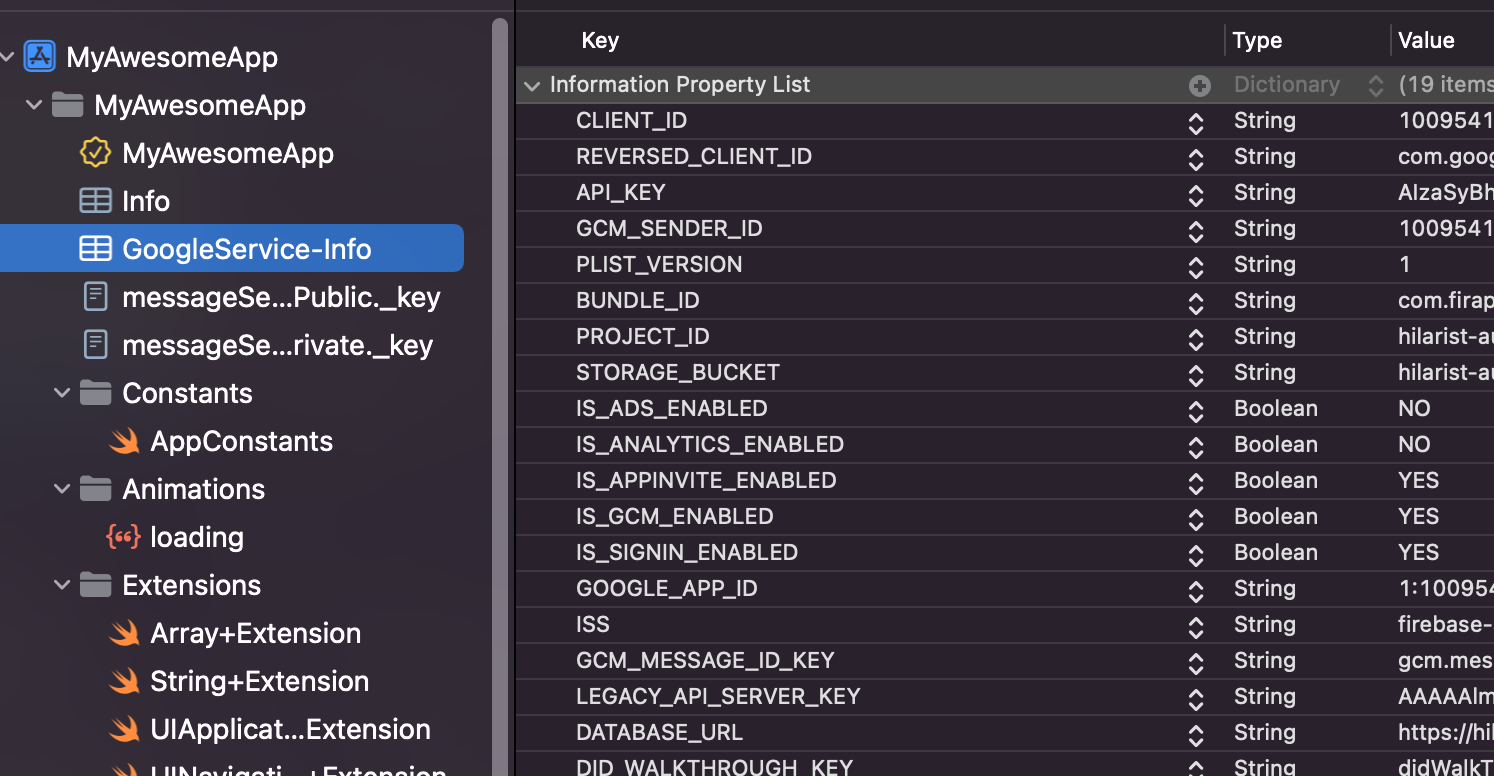 MyAwesomeApp
MyAwesomeApp
MyAwesomeApp
Info
GoogleService-Info
messageSe...Public._key
messageSe...rivate._key
Constants
AppConstants
Animations
loading
Extensions
Array+Extension
String+Extension
UIApplicat...Extension
UINavigati...+Extension
Key Type Value
Information Property List Dictionary (19 items
CLIENT_ID String 1009541
REVERSED_CLIENT_ID String com.goog
API_KEY String AIzaSyBh
GCM_SENDER_ID String 1009541
PLIST_VERSION String 1
BUNDLE_ID String com.firap
PROJECT_ID String hilarist-au
STORAGE_BUCKET String hilarist-au
IS_ADS_ENABLED Boolean NO
IS_ANALYTICS_ENABLED Boolean NO
IS_APPINVITE_ENABLED Boolean YES
IS_GCM_ENABLED Boolean YES
IS_SIGNIN_ENABLED Boolean YES
GOOGLE_APP_ID String 1:100954
ISS String firebase-
GCM_MESSAGE_ID_KEY String gcm.mes
LEGACY_API_SERVER_KEY String AAAAAlm
DATABASE_URL String https://hil
DID_WALKTHROUGH_KEY String didWalkT